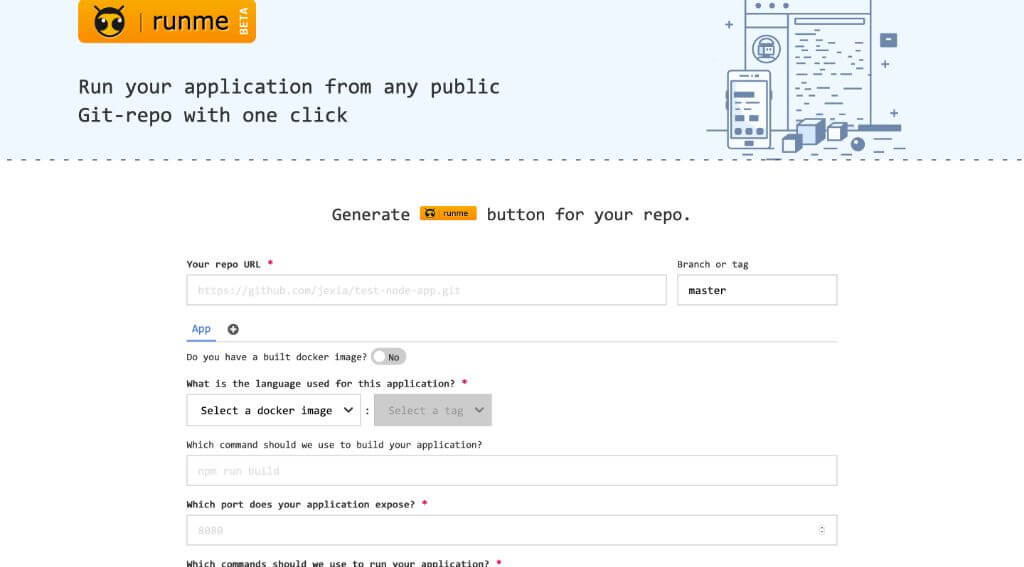 runme BETA
Run your application from any public
Git-repo with one click
Generate runme button for your repo.
Your repo URL *
Branch or tag
https://github.com/jexia/test-node-app.git
master
App
Do you have a built docker image? No
What is the language used for this application? *
Select a docker image : Select a tag
Which command should we use to build your application?
npm run build
Which port does your application expose? *
8080
Which commands should we use to run your application? *